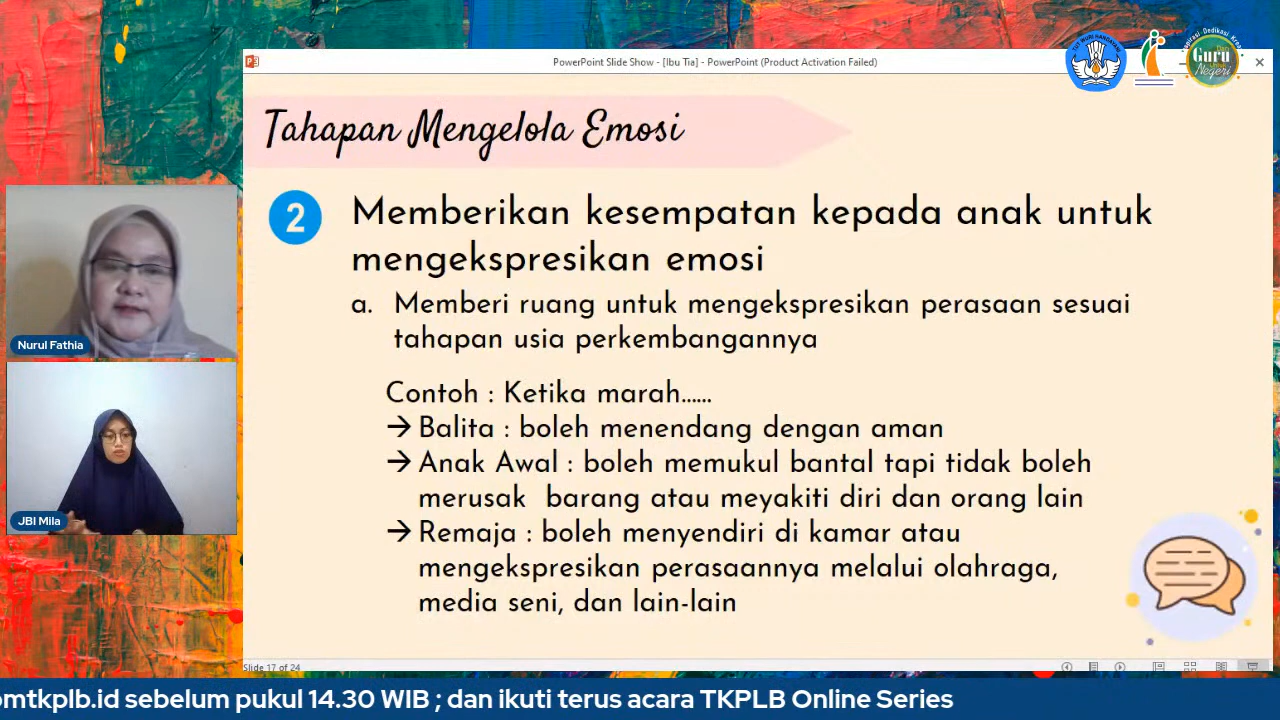 PowerPoint Slide Show - [Ibu Tia] - PowerPoint (Product Activation Failed)
TUT WURI HANDAYANI
Guru
Negeri
Tahapan Mengelola Emosi
2
Memberikan kesempatan kepada anak untuk
mengekspresikan emosi
a. Memberi ruang untuk mengekspresikan perasaan sesuai
tahapan usia perkembangannya
Contoh : Ketika marah......
→ Balita : boleh menendang dengan aman
→ Anak Awal : boleh memukul bantal tapi tidak boleh
merusak barang atau meyakiti diri dan orang lain
→ Remaja : boleh menyendiri di kamar atau
mengekspresikan perasaannya melalui olahraga,
media seni, dan lain-lain
Nurul Fathia
JBI Mila
Slide 17 of 24
omtkplb.id sebelum pukul 14.30 WIB ; dan ikuti terus acara TKPLB Online Series